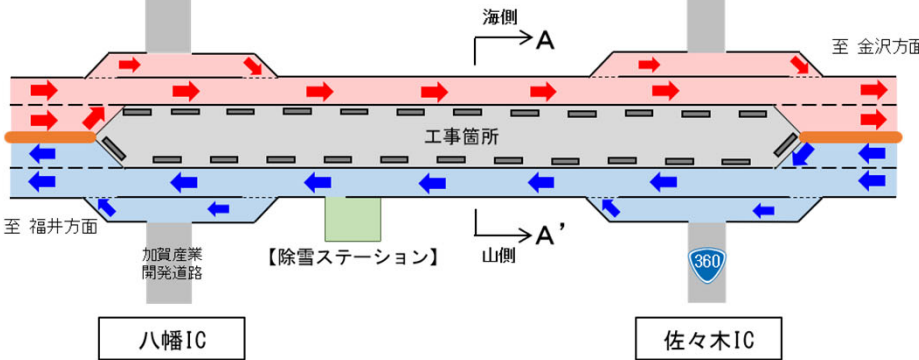 海側
A
至 金沢方面
工事箇所
至 福井方面
加賀産業
開発道路
【除雪ステーション】
A'
山側
360
八幡IC
佐々木IC